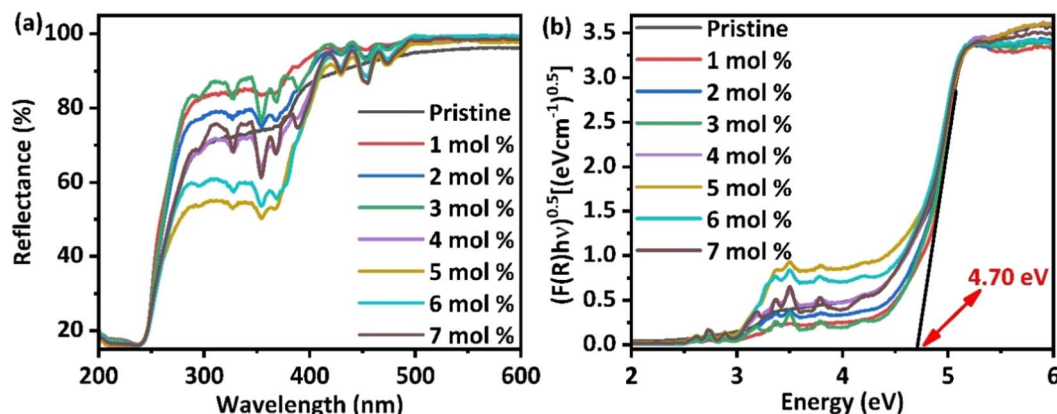 (a)
100
80
60
40
20
Reflectance (%)
Pristine
1 mol %
2 mol %
3 mol %
4 mol %
5 mol %
6 mol %
7 mol %
200 300 400 500 600
Wavelength (nm)
(b)
3.5
3.0
2.5
2.0
1.5
1.0
0.5
0.0
(F(R)hν)^0.5[(eVcm^-1)^0.5)
Pristine
1 mol %
2 mol %
3 mol %
4 mol %
5 mol %
6 mol %
7 mol %
4.70 eV
2 3 4 5 6
Energy (eV)